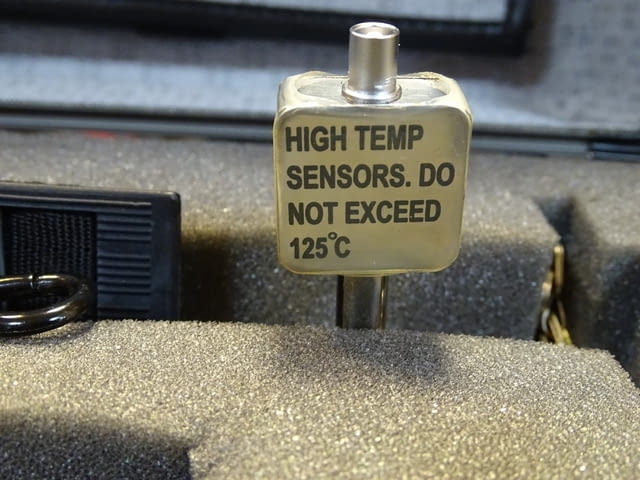 HIGH TEMP
SENSORS. DO
NOT EXCEED
125°C